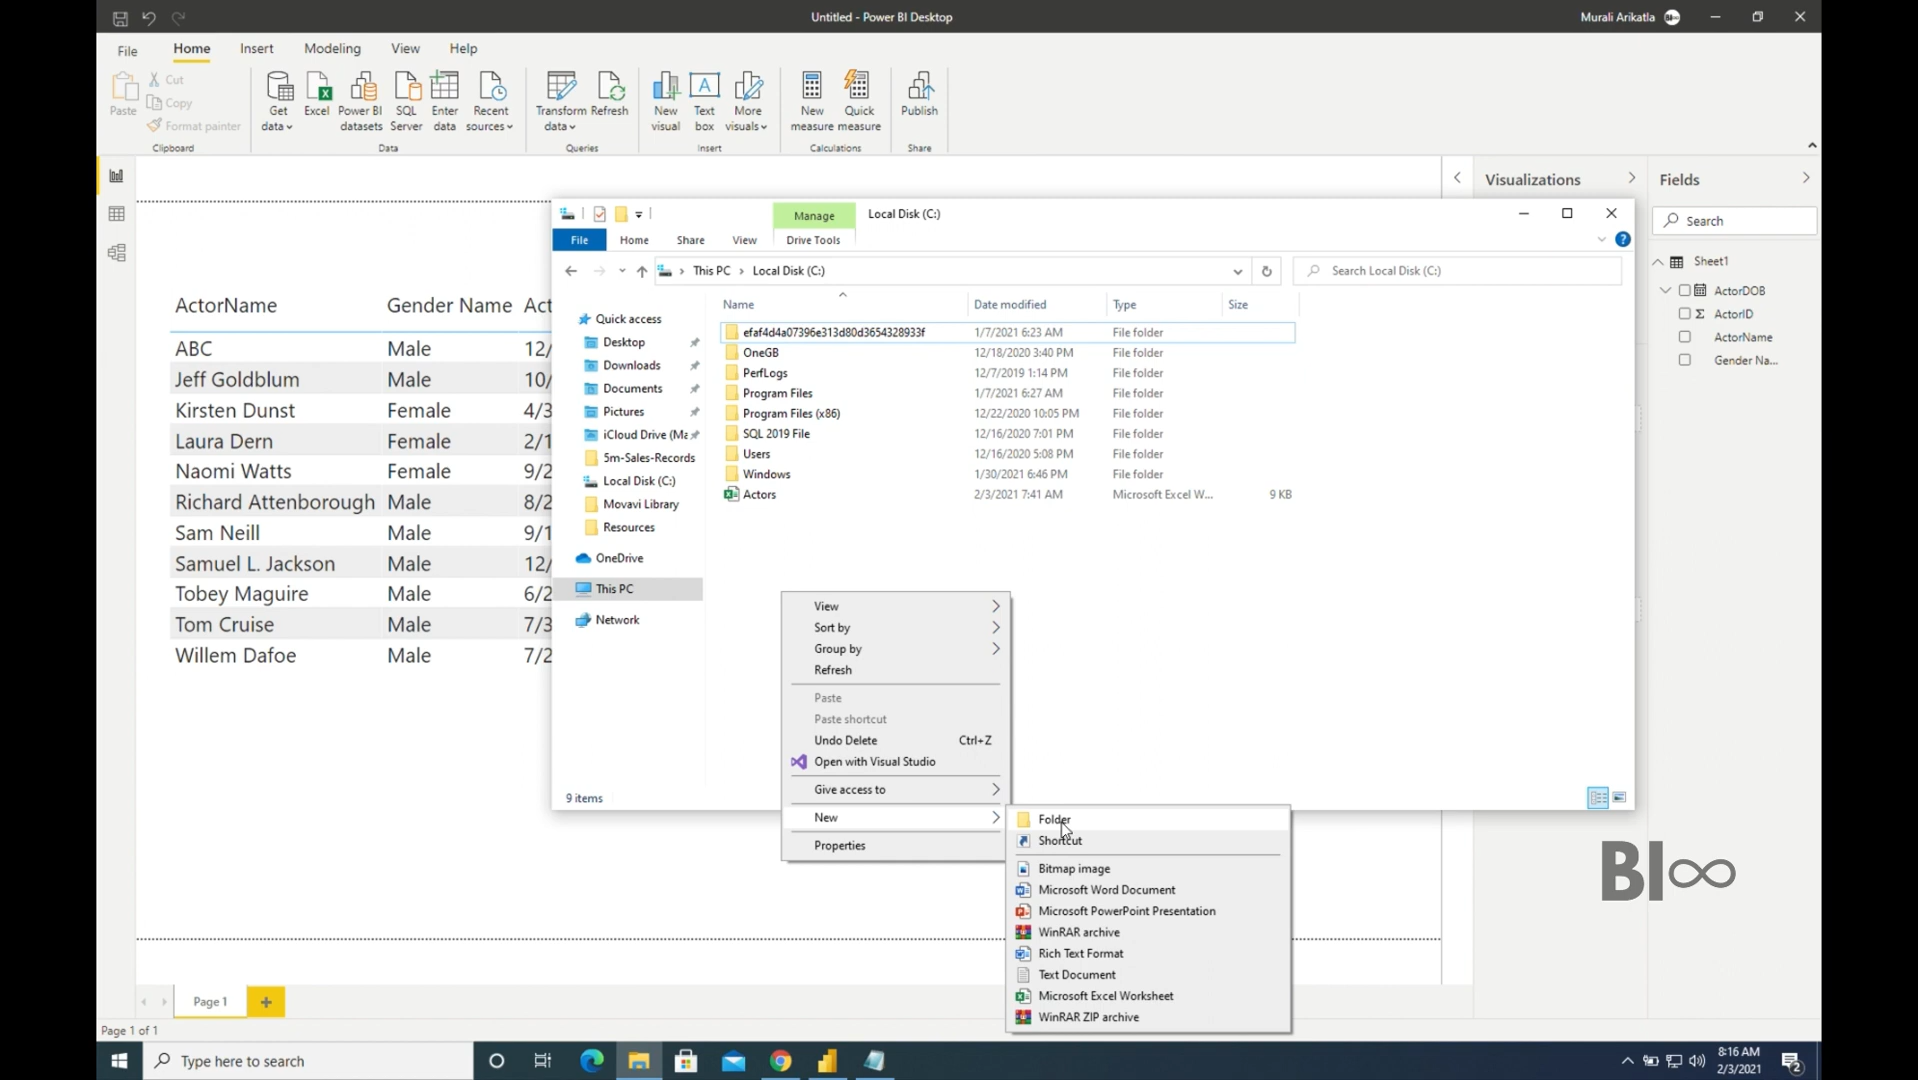 Untitled - Power BI Desktop
Murali Arikatla
File Home Insert Modeling View Help
Paste
Cut
Copy
Format painter
Clipboard
Get data
Excel
Power BI datasets
SQL Server
Enter data
Recent sources
Data
Transform data
Refresh
Queries
New visual
Text box
More visuals
Insert
New measure
Quick measure
Calculations
Publish
Share
ActorName Gender Name Act
ABC Male 12/
Jeff Goldblum Male 10/
Kirsten Dunst Female 4/3
Laura Dern Female 2/1
Naomi Watts Female 9/2
Richard Attenborough Male 8/2
Sam Neill Male 9/1
Samuel L. Jackson Male 12/
Tobey Maguire Male 6/2
Tom Cruise Male 7/3
Willem Dafoe Male 7/2
Manage Local Disk (C:)
File Home Share View Drive Tools
This PC Local Disk (C:)
Search Local Disk (C:)
Quick access
Desktop
Downloads
Documents
Pictures
iCloud Drive (Ma
5m-Sales-Records
Local Disk (C:)
Movavi Library
Resources
OneDrive
This PC
Network
Name Date modified Type Size
efaf4d4a07396e313d80d3654328933f 1/7/2021 6:23 AM File folder
OneGB 12/18/2020 3:40 PM File folder
PerfLogs 12/7/2019 1:14 PM File folder
Program Files 1/7/2021 6:27 AM File folder
Program Files (x86) 12/22/2020 10:05 PM File folder
SQL 2019 File 12/16/2020 7:01 PM File folder
Users 12/16/2020 5:08 PM File folder
Windows 1/30/2021 6:46 PM File folder
Actors 2/3/2021 7:41 AM Microsoft Excel W... 9 KB
View
Sort by
Group by
Refresh
Paste
Paste shortcut
Undo Delete Ctrl+Z
Open with Visual Studio
Give access to
New
Properties
Folder
Shortcut
Bitmap image
Microsoft Word Document
Microsoft PowerPoint Presentation
WinRAR archive
Rich Text Format
Text Document
Microsoft Excel Worksheet
WinRAR ZIP archive
9 items
Visualizations
Fields
Search
Sheet1
ActorDOB
ActorID
ActorName
Gender Na...
BI∞
Page 1
Page 1 of 1
Type here to search
8:16 AM
2/3/2021
2